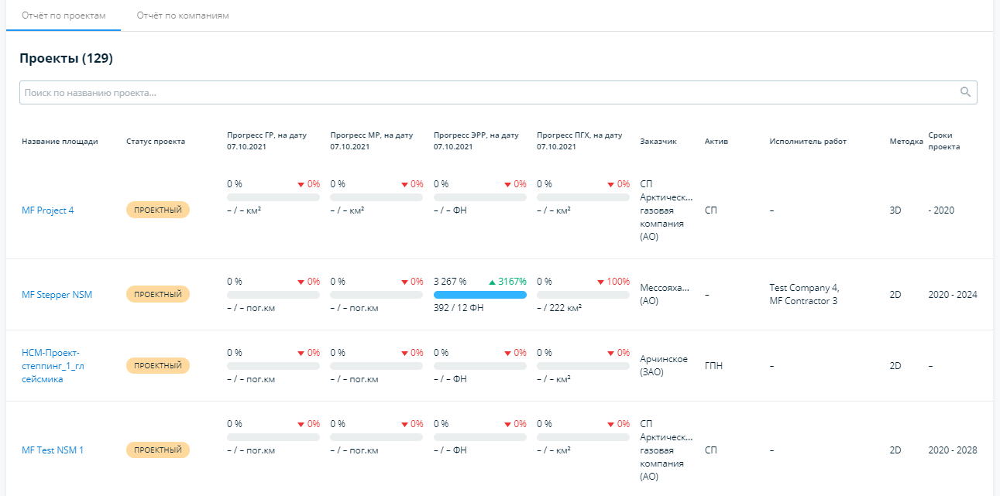 Отчёт по проектам
Отчёт по компаниям
Проекты (129)
Поиск по названию проекта...
Название площади
Статус проекта
Прогресс ГР, на дату
07.10.2021
Прогресс МР, на дату
07.10.2021
Прогресс ЭРР, на дату
07.10.2021
Прогресс ПГХ, на дату
07.10.2021
Заказчик
Актив
Исполнитель работ
Методка
Сроки
проекта
MF Project 4
ПРОЕКТНЫЙ
0 % ▼ 0%
– / – км²
0 % ▼ 0%
– / – км²
0 % ▼ 0%
– / – ФН
0 % ▼ 0%
– / – км²
СП
Арктическ...
газовая
компания
(АО)
СП
–
3D
- 2020
MF Stepper NSM
ПРОЕКТНЫЙ
0 % ▼ 0%
– / – пог.км
0 % ▼ 0%
– / – пог.км
3 267 % ▲ 3167%
392 / 12 ФН
0 % ▼ 100%
– / 222 км²
Мессояха...
(АО)
–
Test Company 4,
MF Contractor 3
2D
2020 - 2024
НСМ-Проект-
степпинг_1_гл
сейсмика
ПРОЕКТНЫЙ
0 % ▼ 0%
– / – пог.км
0 % ▼ 0%
– / – пог.км
0 % ▼ 0%
– / – ФН
0 % ▼ 0%
– / – км²
Арчинское
(ЗАО)
ГПН
–
2D
–
MF Test NSM 1
ПРОЕКТНЫЙ
0 % ▼ 0%
– / – пог.км
0 % ▼ 0%
– / – пог.км
0 % ▼ 0%
– / – ФН
0 % ▼ 0%
– / – км²
СП
Арктическ...
газовая
компания
(АО)
СП
–
2D
2020 - 2028